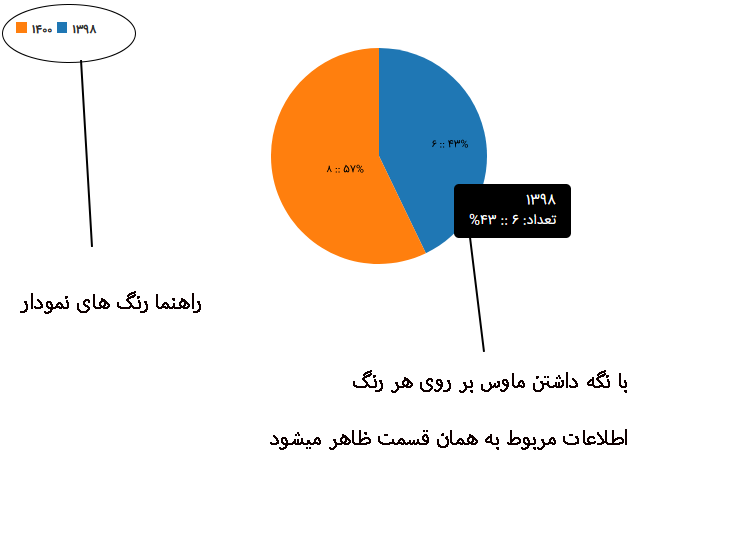 ۱۳۹۸ ۱۴۰۰
۶ :: ۴۳%
۸ :: ۵۷%
۱۳۹۸
تعداد: ۶ :: ۴۳%
راهنما رنگ های نمودار
با نگه داشتن ماوس بر روی هر رنگ
اطلاعات مربوط به همان قسمت ظاهر میشود